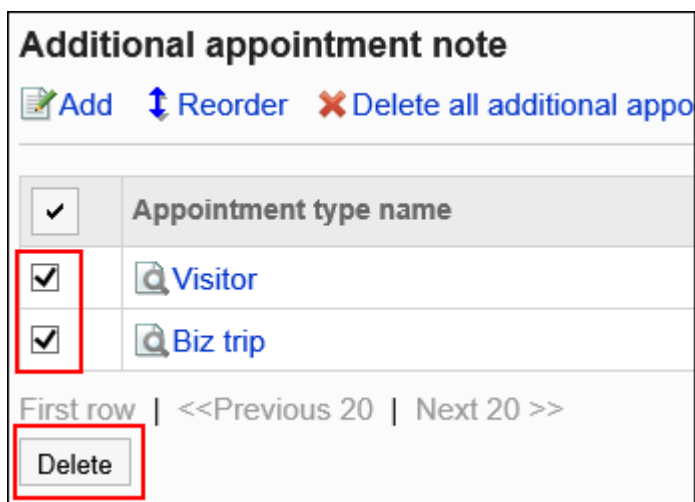 Additional appointment note
Add Reorder Delete all additional appo
Appointment type name
Visitor
Biz trip
First row | <<Previous 20 | Next 20 >>
Delete